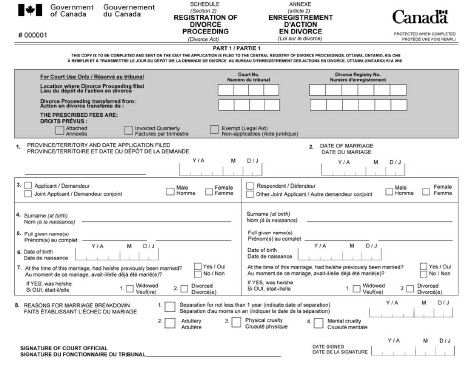 Government of Canada
Gouvernement du Canada
SCHEDULE
(Section 2)
REGISTRATION OF
DIVORCE
PROCEEDING
(Divorce Act)
ANNEXE
(article 2)
ENREGISTREMENT
D'ACTION
EN DIVORCE
(Loi sur le divorce)
Canada
# 000001
PROTECTED WHEN COMPLETED
PROTÉGÉ UNE FOIS REMPLI
PART 1 / PARTIE 1
THIS COPY IS TO BE COMPLETED AND SENT ON THE DAY THE APPLICATION IS FILED TO THE CENTRAL REGISTRY OF DIVORCE PROCEEDINGS, OTTAWA, ONTARIO, K1A 0H8
À REMPLIR ET À TRANSMETTRE LE JOUR DU DÉPÔT DE LA DEMANDE DE DIVORCE AU BUREAU D'ENREGISTREMENT DES ACTIONS EN DIVORCE, OTTAWA (ONTARIO) K1A 0H8
For Court Use Only / Réservé au tribunal
Court No.
Numéro du tribunal
Divorce Registry No.
Numéro d'enregistrement
Location where Divorce Proceeding filed
Lieu du dépôt de l'action en divorce
Divorce Proceeding transferred from:
Action en divorce transférée de :
THE PRESCRIBED FEES ARE:
DROITS PRÉVUS :
Attached
Annexés
Invoiced Quarterly
Facturés par trimestre
Exempt (Legal Aid)
Non-applicables (Aide juridique)
1. PROVINCE/TERRITORY AND DATE APPLICATION FILED
PROVINCE/TERRITOIRE ET DATE DU DÉPÔT DE LA DEMANDE
Y / A M D / J
2. DATE OF MARRIAGE
DATE DU MARIAGE
Y / A M D / J
3. Applicant / Demandeur
Joint Applicant / Demandeur conjoint
Male
Homme
Female
Femme
Respondent / Défendeur
Other Joint Applicant / Autre demandeur conjoint
Male
Homme
Female
Femme
4. Surname (at birth)
Nom (à la naissance)
Surname (at birth)
Nom (à la naissance)
5. Full given name(s)
Prénom(s) au complet
Full given name(s)
Prénom(s) au complet
6. Date of birth
Date de naissance
Y / A M D / J
Date of birth
Date de naissance
Y / A M D / J
7. At the time of this marriage, had he/she previously been married?
Au moment de ce mariage, avait-il/elle déjà été marié(e)?
Yes / Oui
No / Non
At the time of this marriage, had he/she previously been married?
Au moment de ce mariage, avait-il/elle déjà été marié(e)?
Yes / Oui
No / Non
If YES, was he/she
Si OUI, était-il/elle
1. Widowed
Veuf(ve)
2. Divorced
Divorcé(e)
If YES, was he/she
Si OUI, était-il/elle
1. Widowed
Veuf(ve)
2. Divorced
Divorcé(e)
8. REASONS FOR MARRIAGE BREAKDOWN
FAITS ÉTABLISSANT L'ÉCHEC DU MARIAGE
1. Separation for not less than 1 year (indicate date of separation)
Séparation d'au moins un an (indiquer la date de la séparation)
Y / A M D / J
2. Adultery
Adultère
3. Physical cruelty
Cruauté physique
4. Mental cruelty
Cruauté mentale
SIGNATURE OF COURT OFFICIAL
SIGNATURE DU FONCTIONNAIRE DU TRIBUNAL
DATE SIGNED
DATE DE LA SIGNATURE
Y / A M D / J